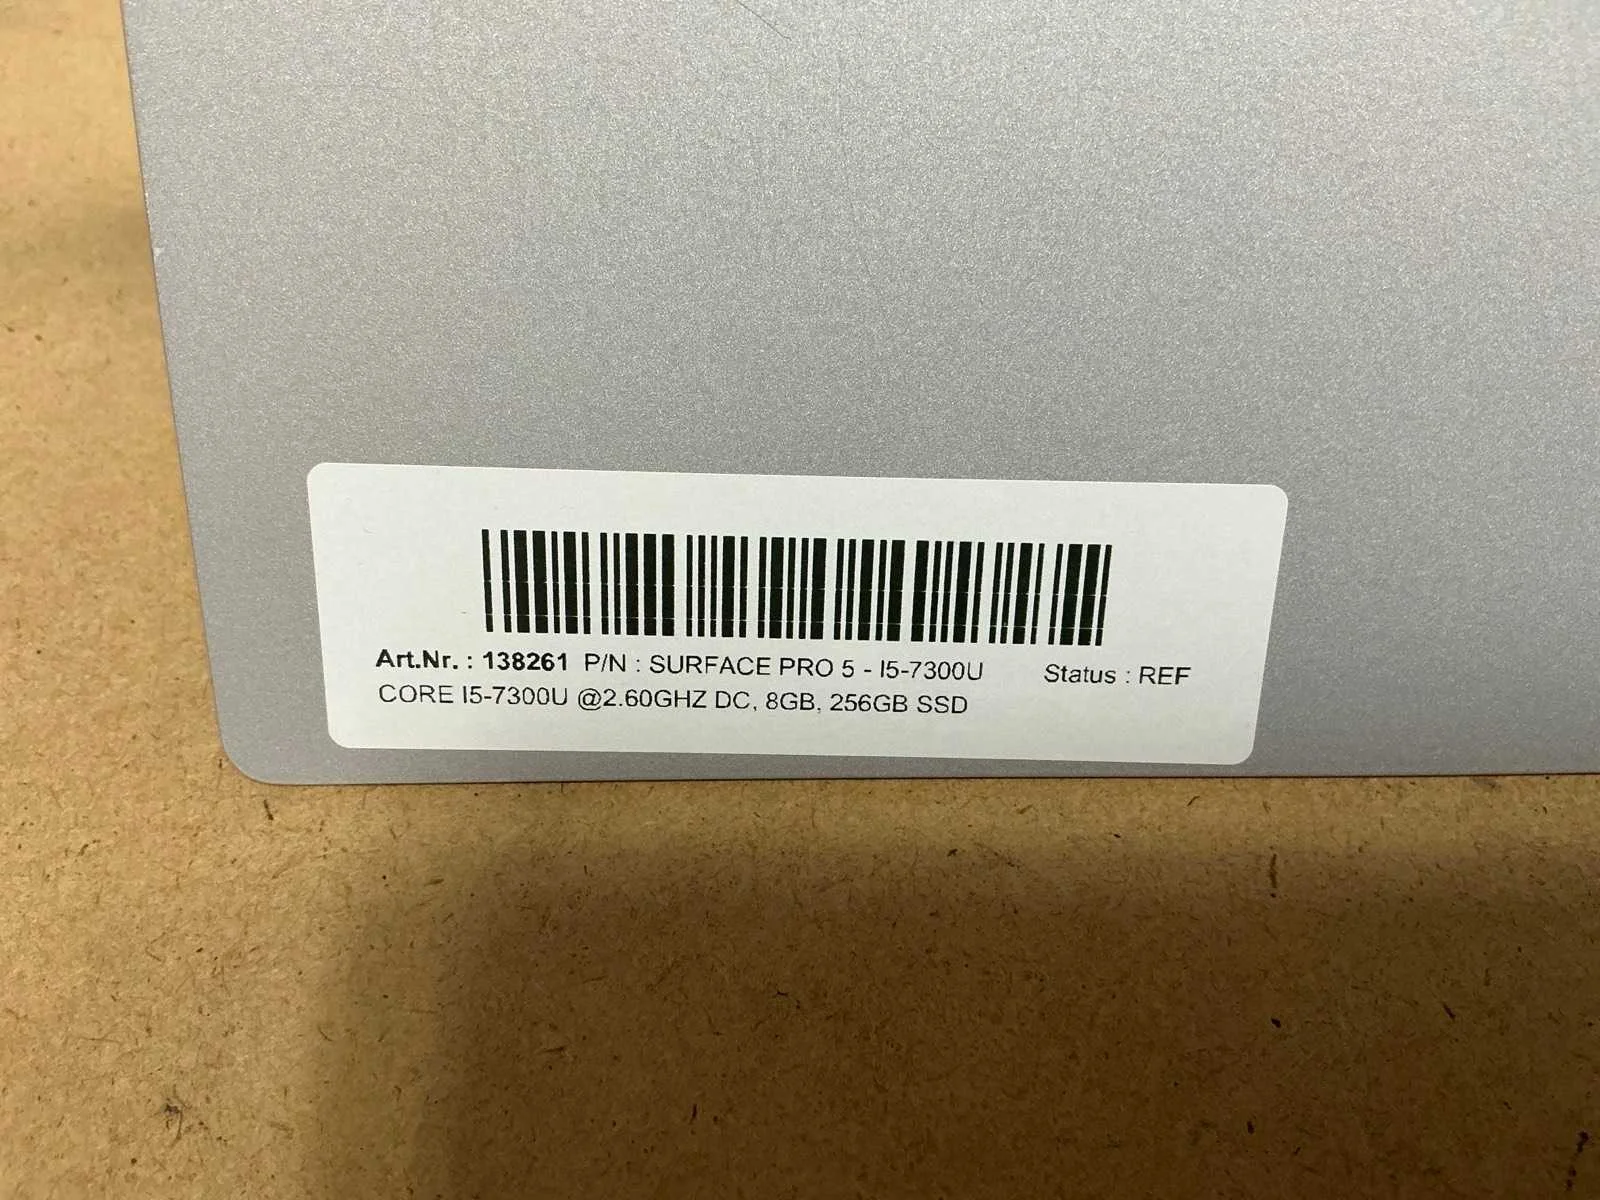 Art.Nr. : 138261 P/N : SURFACE PRO 5 - I5-7300U Status : REF
CORE I5-7300U @2.60GHZ DC, 8GB, 256GB SSD